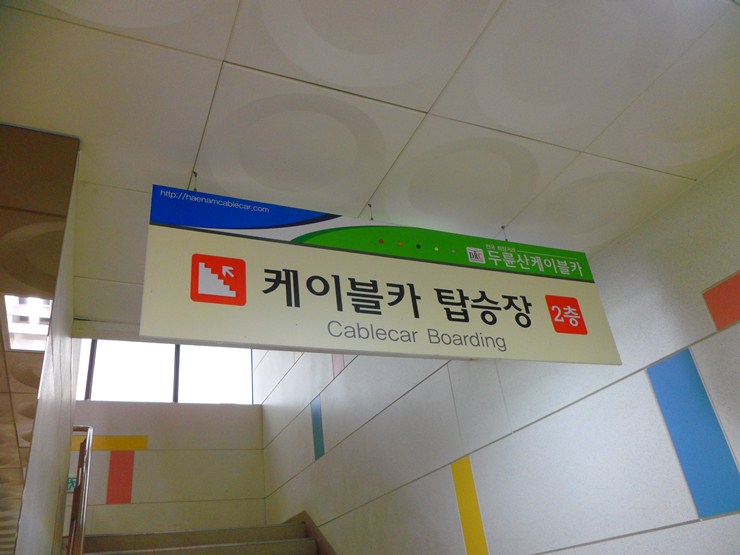 http://haenamcablecar.com
두륜산케이블카
케이블카 탑승장 2층
Cablecar Boarding